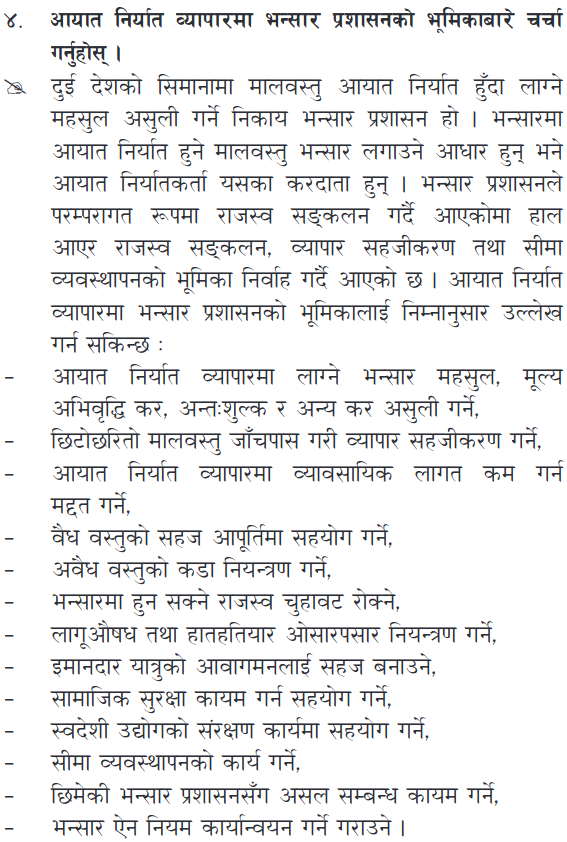 ४. आयात निर्यात व्यापारमा भन्सार प्रशासनको भूमिकाबारे चर्चा
गर्नुहोस् ।
दुई देशको सिमानामा मालवस्तु आयात निर्यात हुँदा लाग्ने
महसुल असुली गर्ने निकाय भन्सार प्रशासन हो । भन्सारमा
आयात निर्यात हुने मालवस्तु भन्सार लगाउने आधार हुन् भने
आयात निर्यातकर्ता यसका करदाता हुन् । भन्सार प्रशासनले
परम्परागत रूपमा राजस्व सङ्कलन गर्दै आएकोमा हाल
आएर राजस्व सङ्कलन, व्यापार सहजीकरण तथा सीमा
व्यवस्थापनको भूमिका निर्वाह गर्दै आएको छ । आयात निर्यात
व्यापारमा भन्सार प्रशासनको भूमिकालाई निम्नानुसार उल्लेख
गर्न सकिन्छ :
- आयात निर्यात व्यापारमा लाग्ने भन्सार महसुल, मूल्य
अभिवृद्धि कर, अन्तःशुल्क र अन्य कर असुली गर्ने,
- छिटोछरितो मालवस्तु जाँचपास गरी व्यापार सहजीकरण गर्ने,
- आयात निर्यात व्यापारमा व्यावसायिक लागत कम गर्न
मद्दत गर्ने,
- वैध वस्तुको सहज आपूर्तिमा सहयोग गर्ने,
- अवैध वस्तुको कडा नियन्त्रण गर्ने,
- भन्सारमा हुन सक्ने राजस्व चुहावट रोक्ने,
- लागूऔषध तथा हातहतियार ओसारपसार नियन्त्रण गर्ने,
- इमानदार यात्रुको आवागमनलाई सहज बनाउने,
- सामाजिक सुरक्षा कायम गर्न सहयोग गर्ने,
- स्वदेशी उद्योगको संरक्षण कार्यमा सहयोग गर्ने,
- सीमा व्यवस्थापनको कार्य गर्ने,
- छिमेकी भन्सार प्रशासनसँग असल सम्बन्ध कायम गर्ने,
- भन्सार ऐन नियम कार्यान्वयन गर्ने गराउने ।